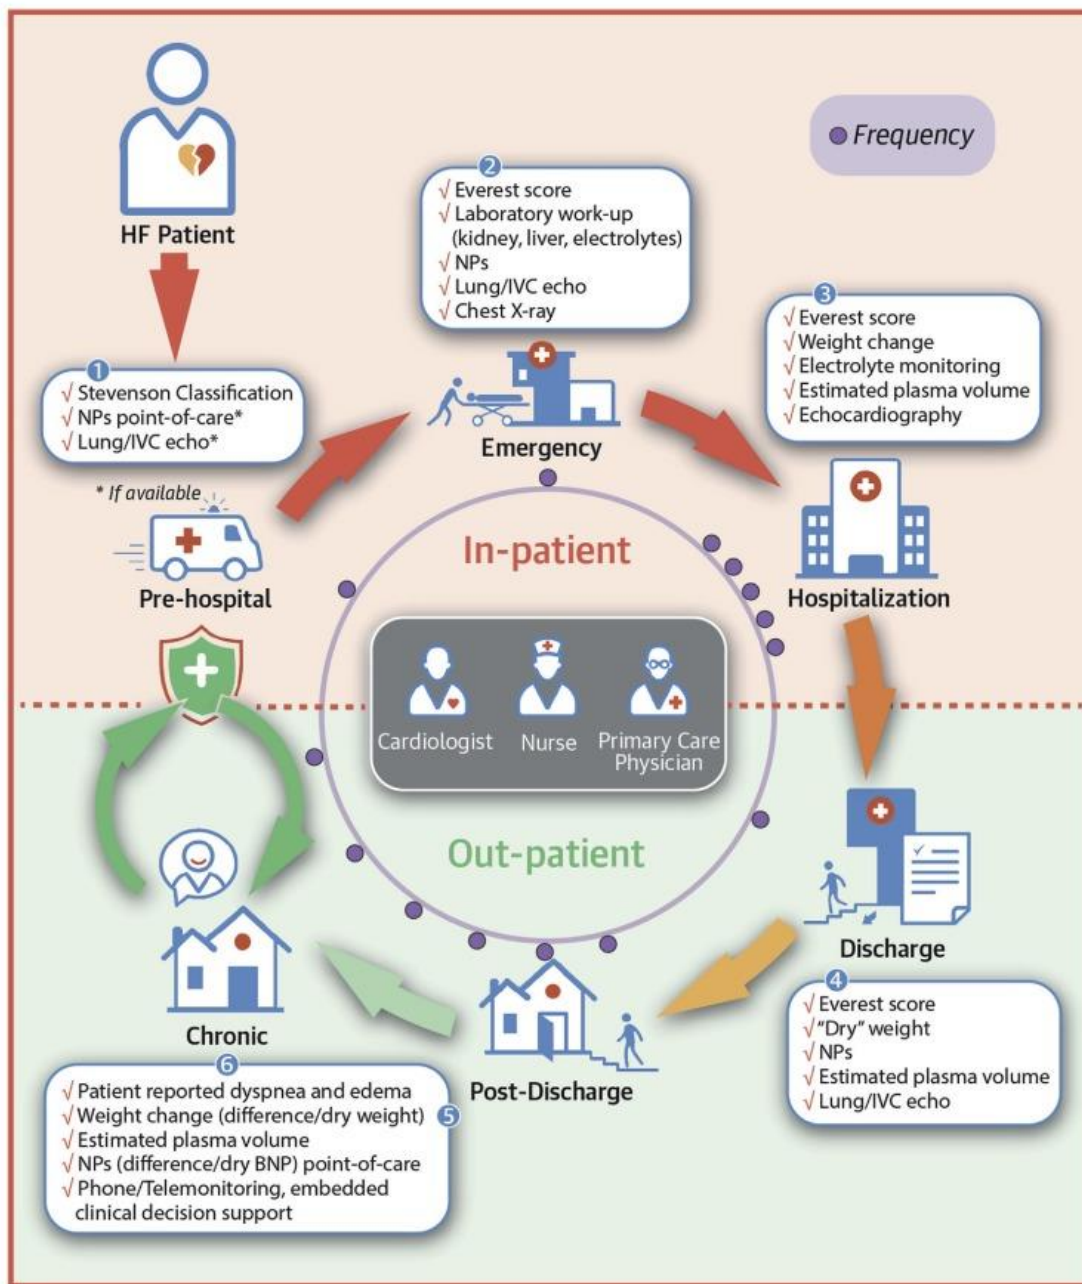 HF Patient
Frequency
2
√ Everest score
√ Laboratory work-up
(kidney, liver, electrolytes)
√ NPs
√ Lung/IVC echo
√ Chest X-ray
3
√ Everest score
√ Weight change
√ Electrolyte monitoring
√ Estimated plasma volume
√ Echocardiography
1
√ Stevenson Classification
√ NPs point-of-care*
√ Lung/IVC echo*
* If available
Emergency
Pre-hospital
Hospitalization
In-patient
Cardiologist
Nurse
Primary Care
Physician
Out-patient
Discharge
4
√ Everest score
√ "Dry" weight
√ NPs
√ Estimated plasma volume
√ Lung/IVC echo
Post-Discharge
Chronic
6
√ Patient reported dyspnea and edema
√ Weight change (difference/dry weight)
5
√ Estimated plasma volume
√ NPs (difference/dry BNP) point-of-care
√ Phone/Telemonitoring, embedded
clinical decision support